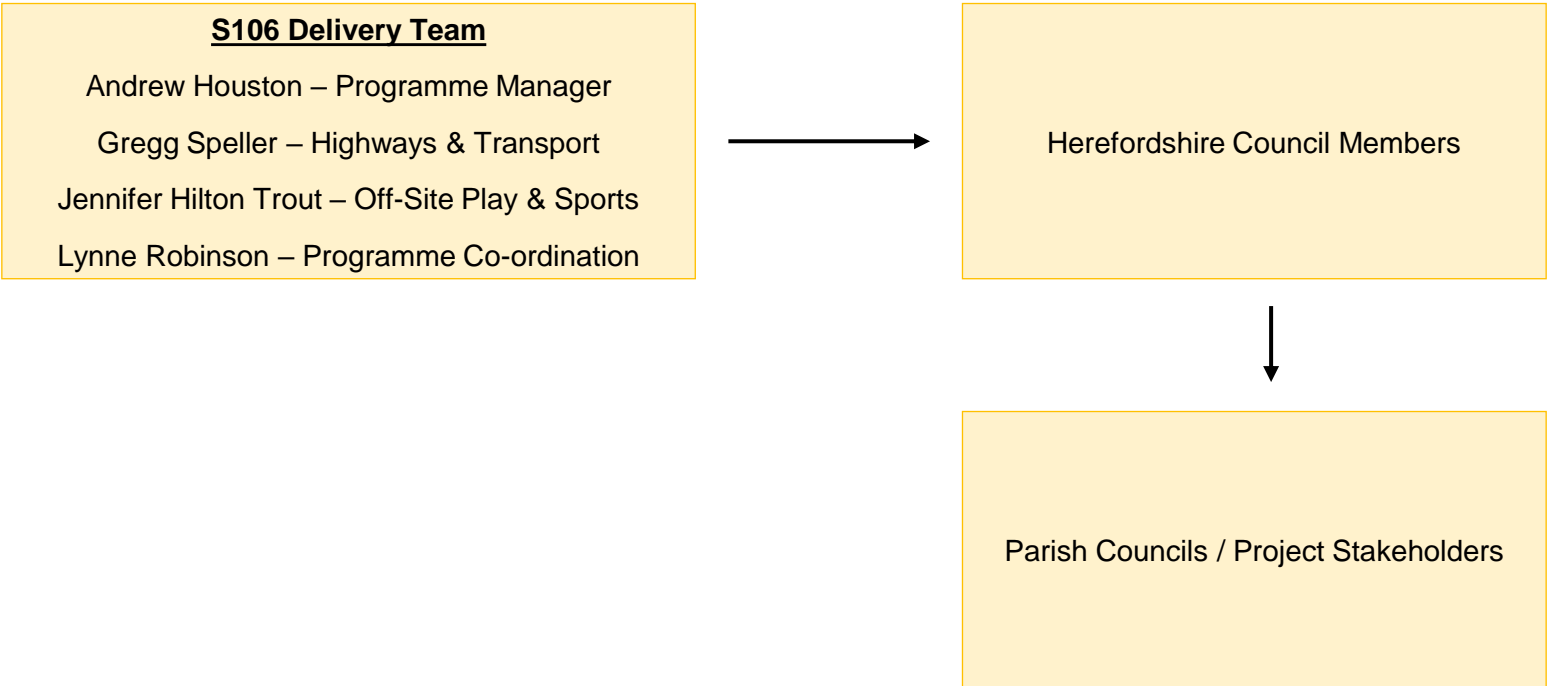 S106 Delivery Team
Andrew Houston – Programme Manager
Gregg Speller – Highways & Transport
Jennifer Hilton Trout – Off-Site Play & Sports
Lynne Robinson – Programme Co-ordination
Herefordshire Council Members
Parish Councils / Project Stakeholders